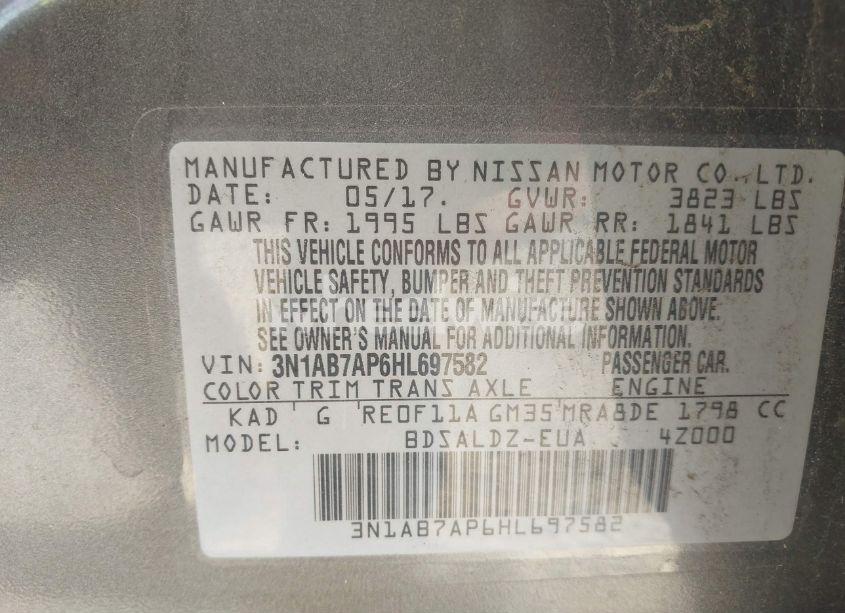 MANUFACTURED BY NISSAN MOTOR CO., LTD.
DATE: 05/17. GVWR: 3823 LBS
GAWR FR: 1995 LBS GAWR RR: 1841 LBS
THIS VEHICLE CONFORMS TO ALL APPLICABLE FEDERAL MOTOR
VEHICLE SAFETY, BUMPER AND THEFT PREVENTION STANDARDS
IN EFFECT ON THE DATE OF MANUFACTURE SHOWN ABOVE.
SEE OWNER'S MANUAL FOR ADDITIONAL INFORMATION.
VIN: 3N1AB7AP6HL697582 PASSENGER CAR.
COLOR TRIM TRANS AXLE ENGINE
KAD G RE0F11A GM35 MRA8DE 1798 CC
MODEL: BDSALDZ-EUA 4Z000
3N1AB7AP6HL697582